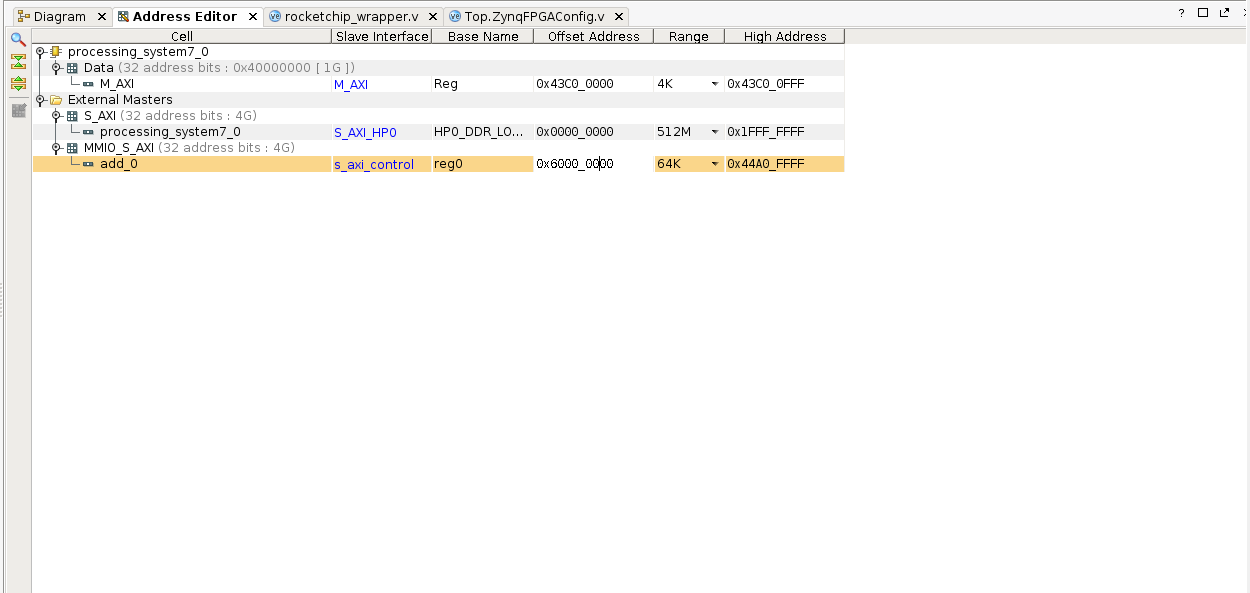 Diagram × Address Editor × rocketchip_wrapper.v × Top.ZynqFPGAConfig.v × ?
Cell Slave Interface Base Name Offset Address Range High Address
processing_system7_0
Data (32 address bits : 0x40000000 [ 1G ])
M_AXI M_AXI Reg 0x43C0_0000 4K 0x43C0_0FFF
External Masters
S_AXI (32 address bits : 4G)
processing_system7_0 S_AXI_HP0 HP0_DDR_LO... 0x0000_0000 512M 0x1FFF_FFFF
MMIO_S_AXI (32 address bits : 4G)
add_0 s_axi_control reg0 0x6000_0000 64K 0x44A0_FFFF